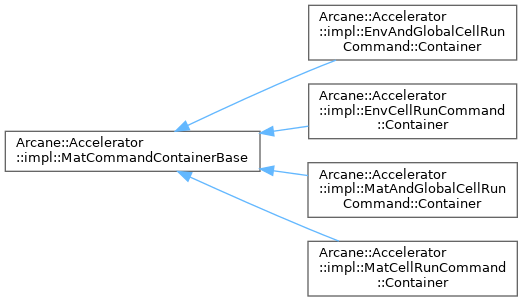 Arcane::Accelerator
::impl::EnvAndGlobalCellRun
Command::Container
Arcane::Accelerator
::impl::EnvCellRunCommand
::Container
Arcane::Accelerator
::impl::MatCommandContainerBase
Arcane::Accelerator
::impl::MatAndGlobalCellRun
Command::Container
Arcane::Accelerator
::impl::MatCellRunCommand
::Container